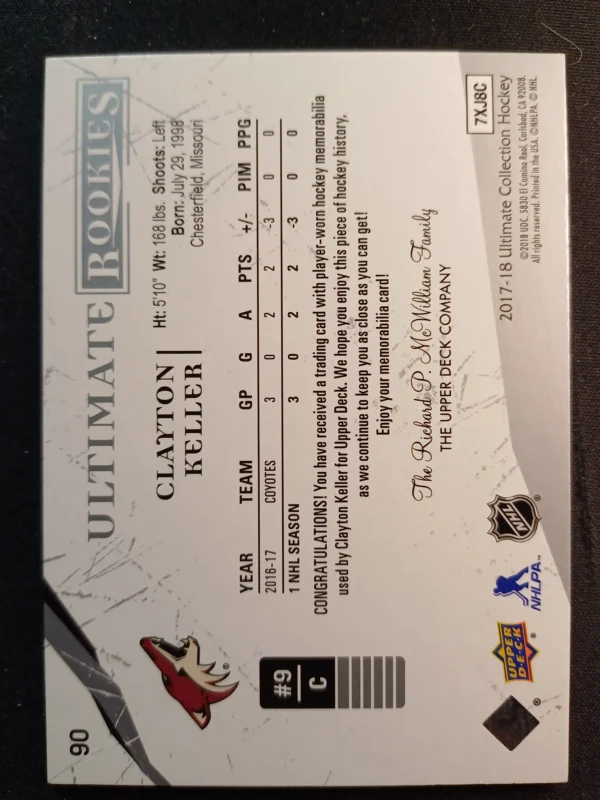 90
ULTIMATE ROOKIES
CLAYTON
KELLER
Ht: 5'10" Wt: 168 lbs. Shoots: Left
Born: July 29, 1998
Chesterfield, Missouri
#9
C
YEAR TEAM GP G A PTS +/- PIM PPG
2016-17 COYOTES 3 0 2 2 -3 0 0
1 NHL SEASON 3 0 2 2 -3 0 0
CONGRATULATIONS! You have received a trading card with player-worn hockey memorabilia
used by Clayton Keller for Upper Deck. We hope you enjoy this piece of hockey history,
as we continue to keep you as close as you can get!
Enjoy your memorabilia card!
The Richard P. McWilliam Family
THE UPPER DECK COMPANY
7XJ8C
2017-18 Ultimate Collection Hockey
©2018 UDC. 5830 El Camino Real, Carlsbad, CA 92008.
All rights reserved. Printed in the USA. ©NHLPA. © NHL.
UPPER
D·E·C·K
NHLPA™
NHL